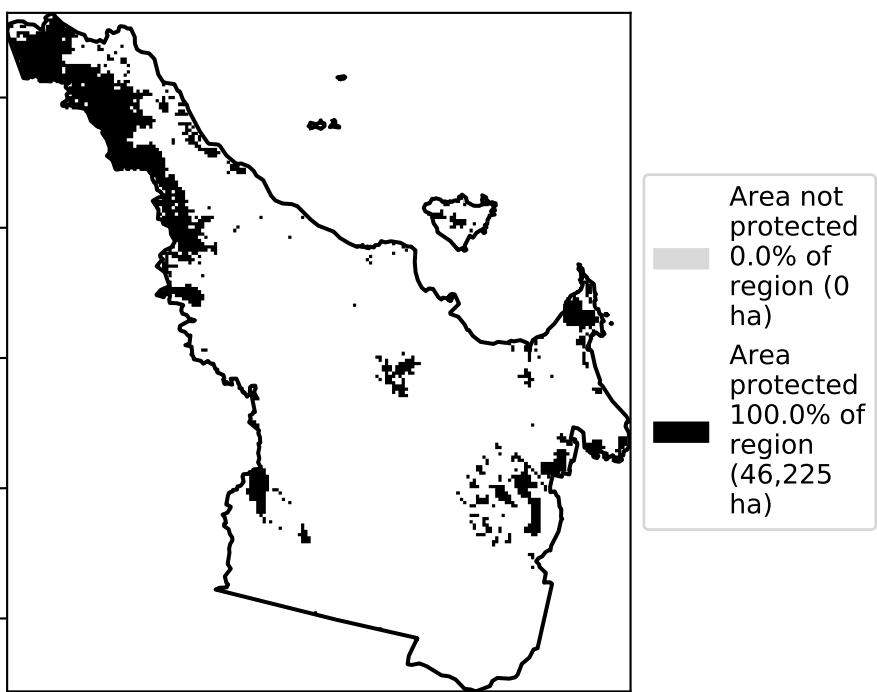 Area not
protected
0.0% of
region (0
ha)
Area
protected
100.0% of
region
(46,225
ha)